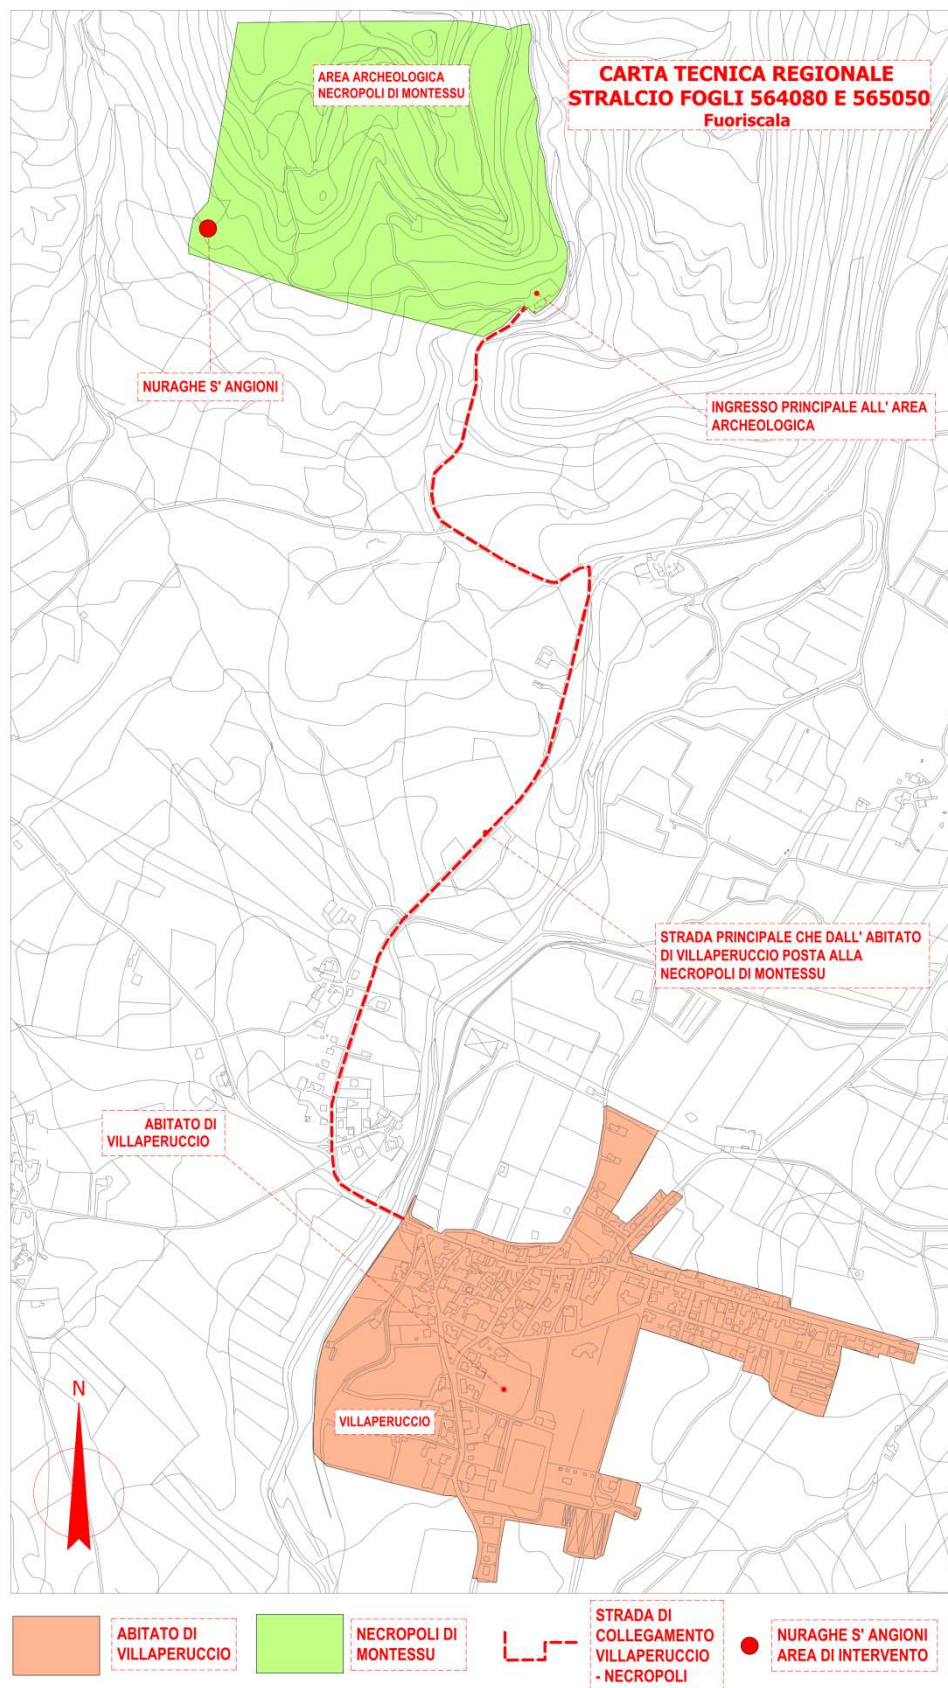 AREA ARCHEOLOGICA
NECROPOLI DI MONTESSU
CARTA TECNICA REGIONALE
STRALCIO FOGLI 564080 E 565050
Fuoriscala
NURAGHE S' ANGIONI
INGRESSO PRINCIPALE ALL' AREA
ARCHEOLOGICA
STRADA PRINCIPALE CHE DALL' ABITATO
DI VILLAPERUCCIO POSTA ALLA
NECROPOLI DI MONTESSU
ABITATO DI
VILLAPERUCCIO
N
VILLAPERUCCIO
ABITATO DI
VILLAPERUCCIO
NECROPOLI DI
MONTESSU
STRADA DI
COLLEGAMENTO
VILLAPERUCCIO
- NECROPOLI
NURAGHE S' ANGIONI
AREA DI INTERVENTO